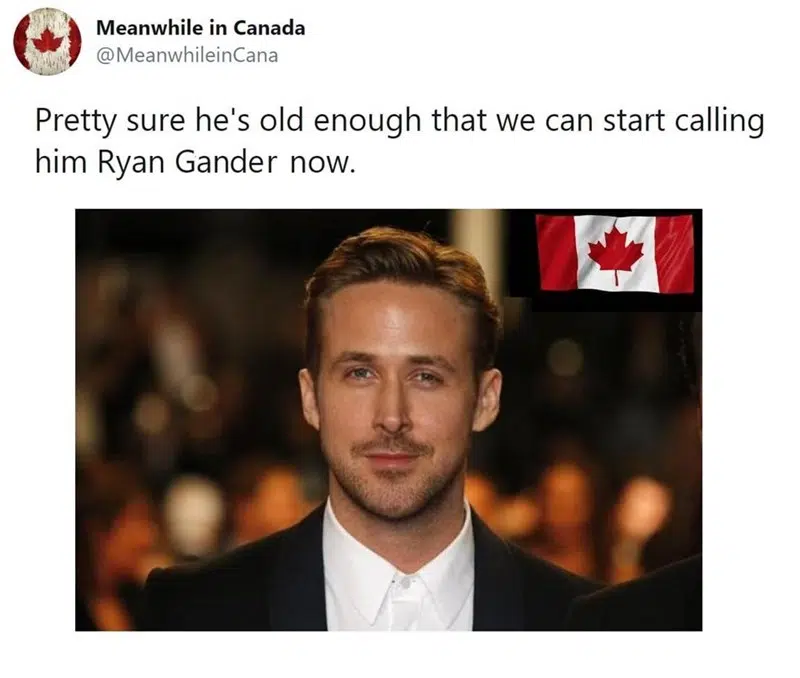 Meanwhile in Canada
@MeanwhileinCana
Pretty sure he's old enough that we can start calling
him Ryan Gander now.